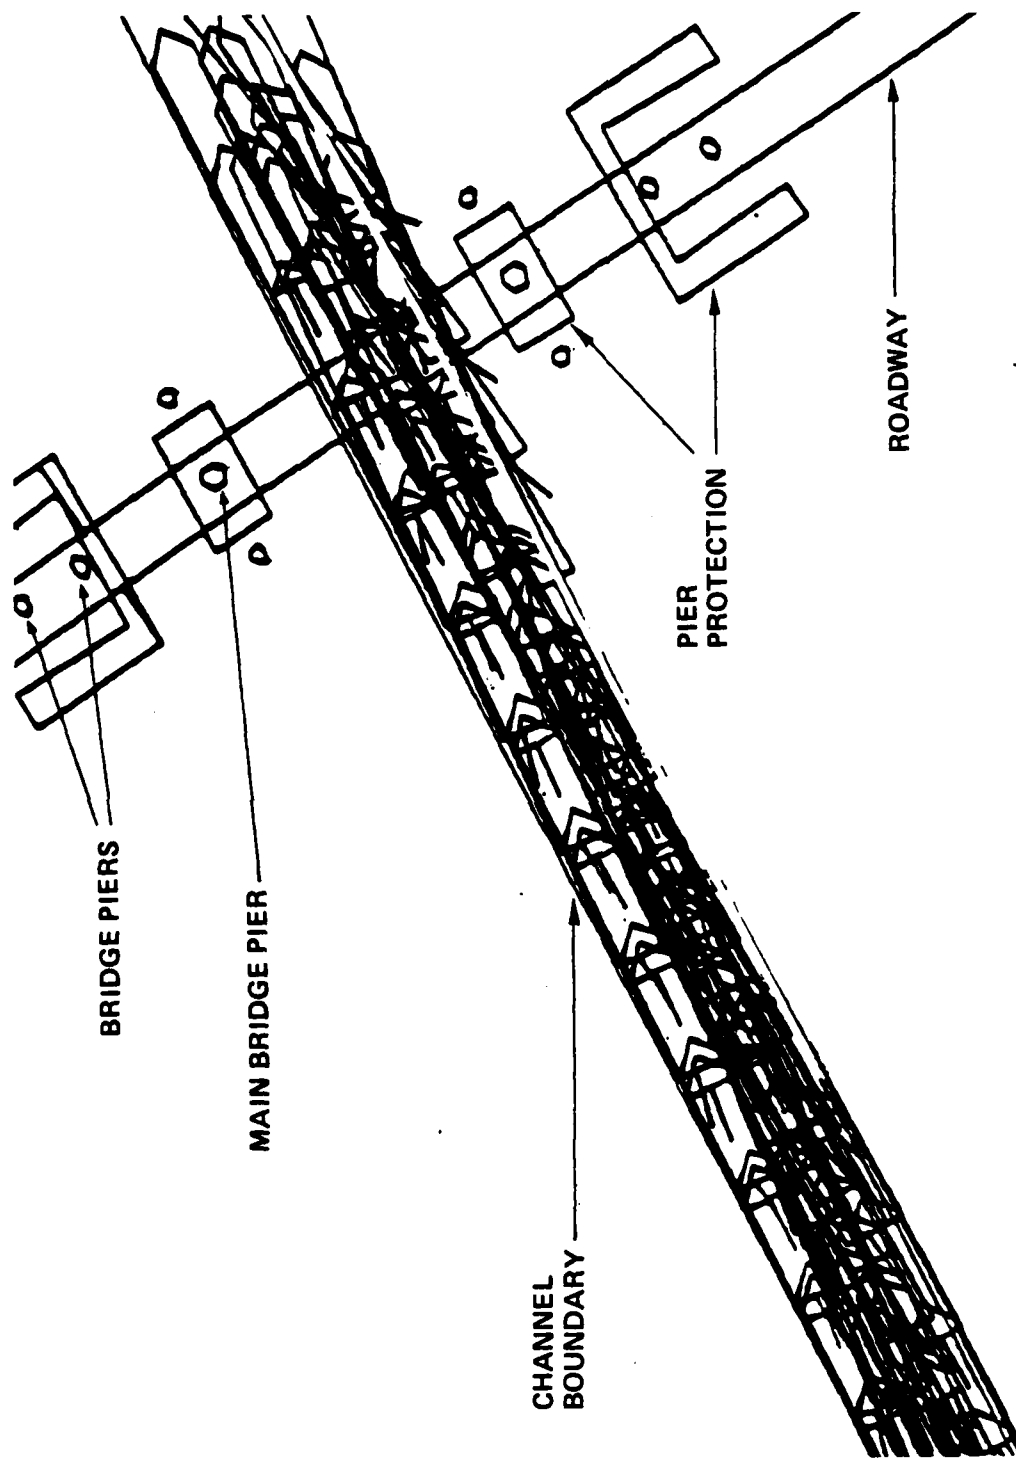 BRIDGE PIERS
MAIN BRIDGE PIER
CHANNEL
BOUNDARY
PIER
PROTECTION
ROADWAY